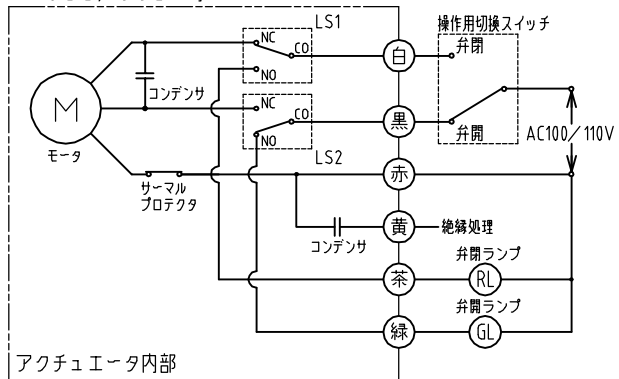 LS1
操作用切換スイッチ
NC
CO
NO
白
弁閉
コンデンサ
M
モータ
NC
CO
NO
LS2
黒
弁開
AC100/110V
サーマル
プロテクタ
赤
コンデンサ
黄
絶縁処理
弁閉ランプ
茶
RL
弁開ランプ
緑
GL
アクチュエータ内部